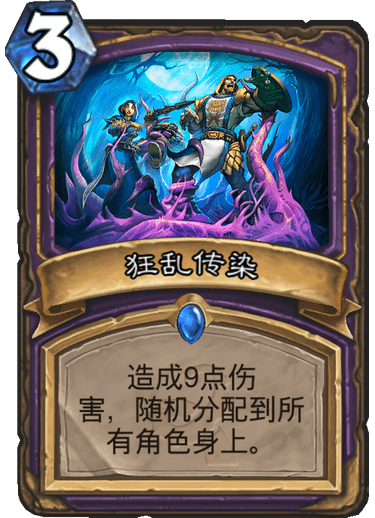 3
狂乱传染
造成9点伤
害，随机分配到所
有角色身上。